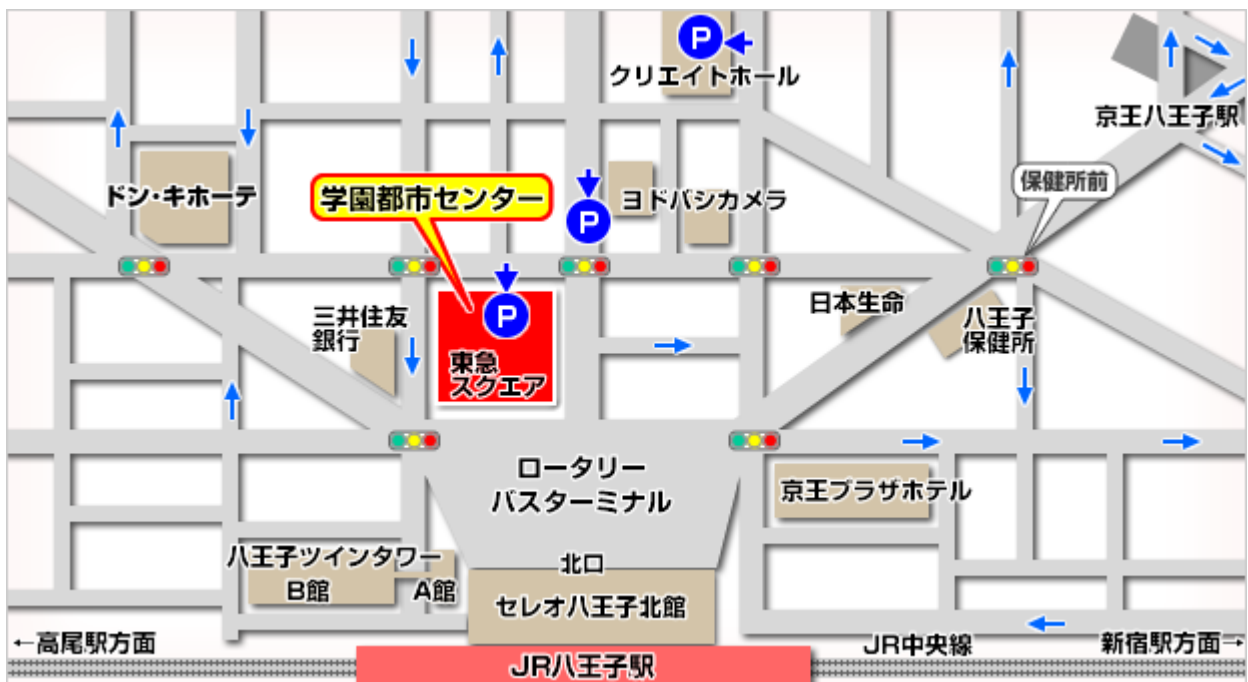 P
クリエイトホール
京王八王子駅
保健所前
ドン・キホーテ
学園都市センター
P
ヨドバシカメラ
P
三井住友
銀行
東急
スクエア
日本生命
八王子
保健所
ロータリー
バスターミナル
京王プラザホテル
八王子ツインタワー
B館
A館
北口
セレオ八王子北館
←高尾駅方面
JR中央線
新宿駅方面→
JR八王子駅